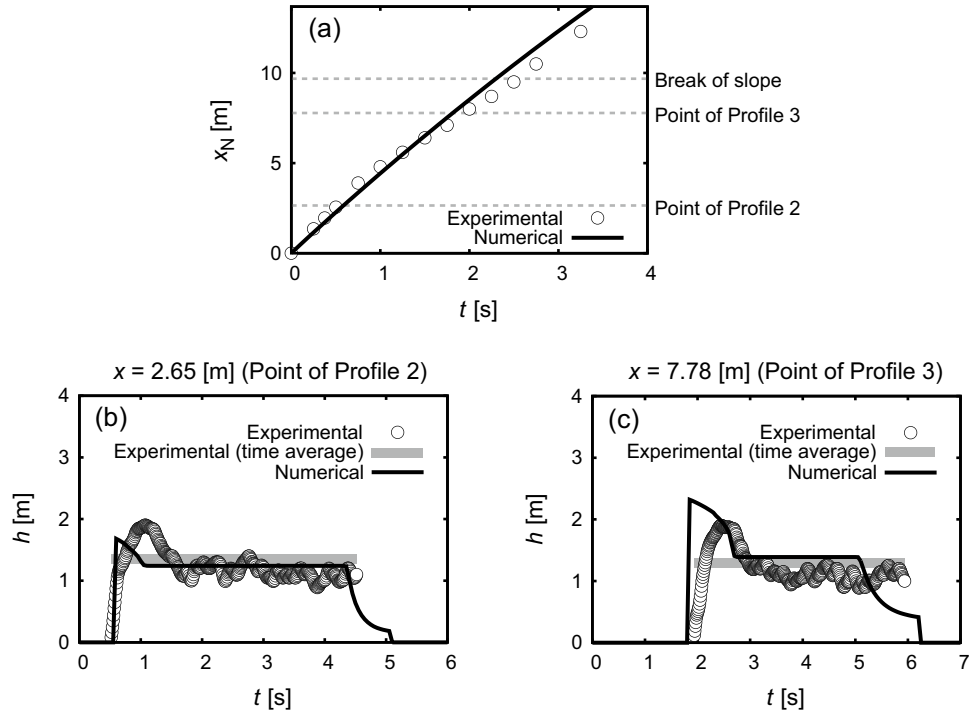 (a)
10
5
0
x_N [m]
Break of slope
Point of Profile 3
Point of Profile 2
Experimental
Numerical
0 1 2 3 4
t [s]
x = 2.65 [m] (Point of Profile 2)
(b)
4
3
2
1
0
h [m]
Experimental
Experimental (time average)
Numerical
0 1 2 3 4 5 6
t [s]
x = 7.78 [m] (Point of Profile 3)
(c)
4
3
2
1
0
h [m]
Experimental
Experimental (time average)
Numerical
0 1 2 3 4 5 6 7
t [s]